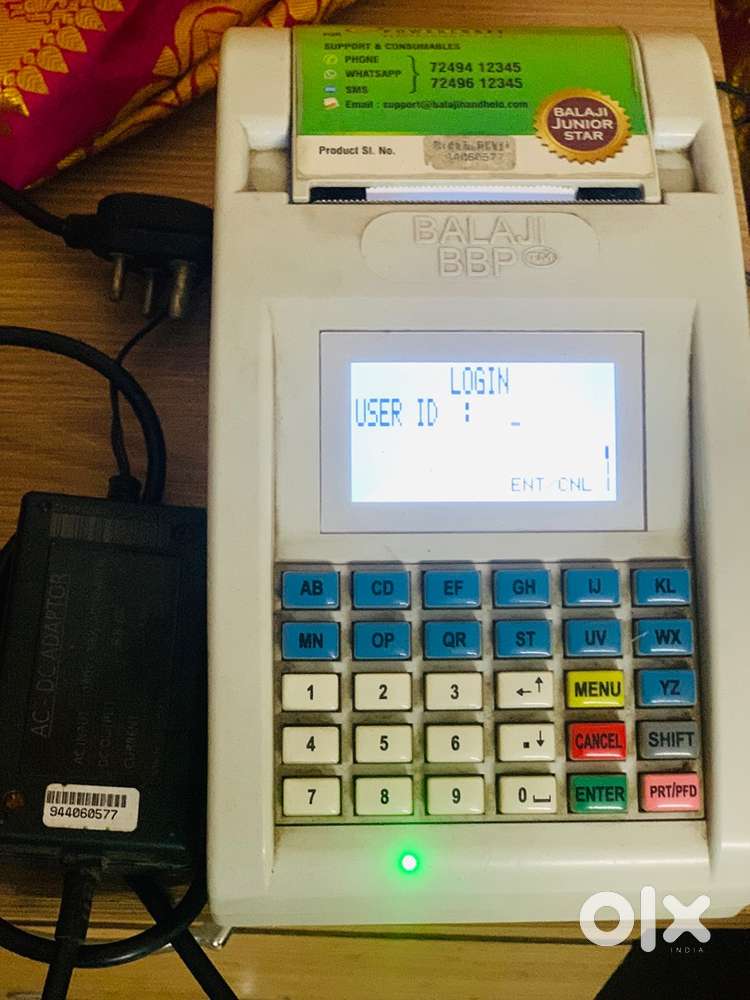 SUPPORT & CONSUMABLES
PHONE
WHATSAPP
SMS
72494 12345
72496 12345
Email : support@balajihandheld.com
BALAJI
JUNIOR
STAR
Product Sl. No.
944060577
BALAJI
BBP TM
LOGIN
USER ID : _
ENT/CNL
AB CD EF GH IJ KL
MN OP QR ST UV WX
1 2 3 ←↑ MENU YZ
4 5 6 .↓ CANCEL SHIFT
7 8 9 0 ENTER PRT/PFD
AC - DC ADAPTOR
944060577
olx
INDIA